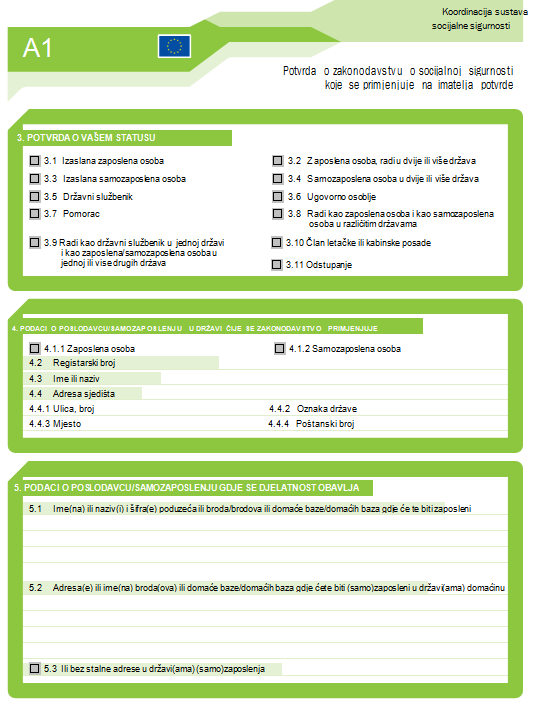 Koordinacija sustava
socijalne sigurnosti
A1
Potvrda o zakonodavstvu o socijalnoj sigurnosti
koje se primjenjuje na imatelja potvrde
3. POTVRDA O VAŠEM STATUSU
3.1 Izaslana zaposlena osoba
3.2 Zaposlena osoba, radi u dvije ili više država
3.3 Izaslana samozaposlena osoba
3.4 Samozaposlena osoba u dvije ili više država
3.5 Državni službenik
3.6 Ugovorno osoblje
3.7 Pomorac
3.8 Radi kao zaposlena osoba i kao samozaposlena
osoba u različitim državama
3.9 Radi kao državni službenik u jednoj državi
i kao zaposlena/samozaposlena osoba u
jednoj ili vise drugih država
3.10 Član letačke ili kabinske posade
3.11 Odstupanje
4. PODACI O POSLODAVCU/SAMOZAPOSLENJU U DRŽAVI ČIJE SE ZAKONODAVSTVO PRIMJENJUJE
4.1.1 Zaposlena osoba
4.1.2 Samozaposlena osoba
4.2 Registarski broj
4.3 Ime ili naziv
4.4 Adresa sjedišta
4.4.1 Ulica, broj
4.4.2 Oznaka države
4.4.3 Mjesto
4.4.4 Poštanski broj
5. PODACI O POSLODAVCU/SAMOZAPOSLENJU GDJE SE DJELATNOST OBAVLJA
5.1 Ime(na) ili naziv(i) i šifra(e) poduzeća ili broda/brodova ili domaće baze/domaćih baza gdje će te biti zaposleni
5.2 Adresa(e) ili ime(na) broda(ova) ili domaće baze/domaćih baza gdje ćete biti (samo)zaposleni u državi(ama) domaćinu
5.3 Ili bez stalne adrese u državi(ama) (samo)zaposlenja